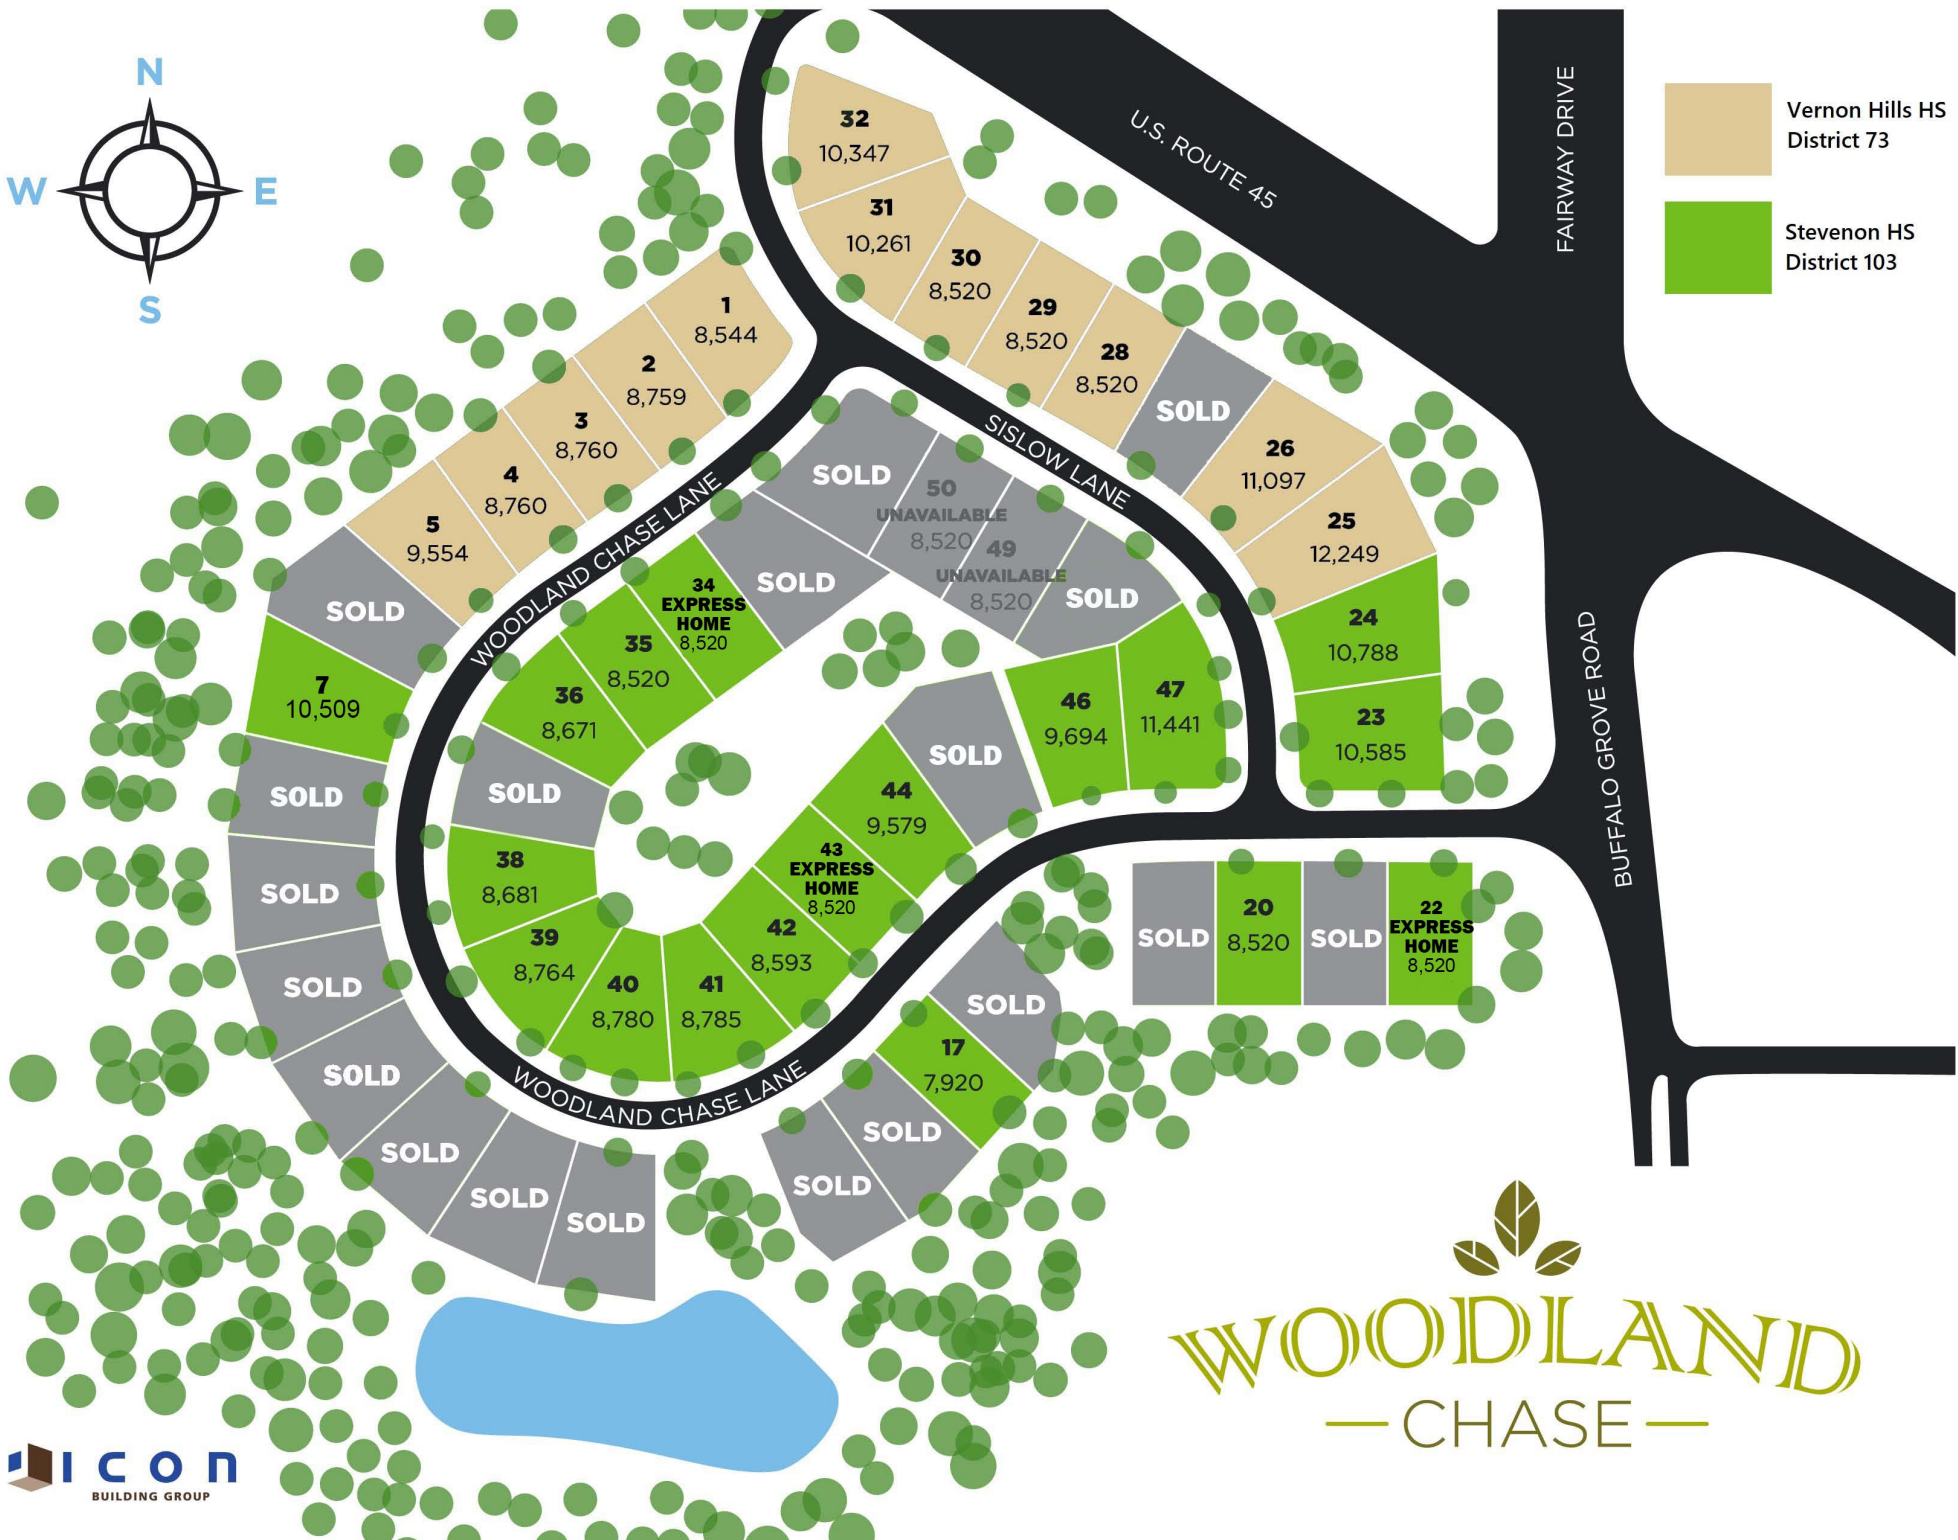 N
W
E
S
U.S. ROUTE 45
FAIRWAY DRIVE
Vernon Hills HS
District 73
Stevenon HS
District 103
32
10,347
31
10,261
30
8,520
29
8,520
28
8,520
SOLD
26
11,097
25
12,249
24
10,788
23
10,585
1
8,544
2
8,759
3
8,760
4
8,760
5
9,554
SOLD
7
10,509
SOLD
SOLD
SOLD
SOLD
SOLD
SOLD
SOLD
SISLOW LANE
WOODLAND CHASE LANE
SOLD
50
UNAVAILABLE
8,520
49
UNAVAILABLE
8,520
SOLD
SOLD
34
EXPRESS
HOME
8,520
35
8,520
36
8,671
SOLD
38
8,681
39
8,764
40
8,780
41
8,785
42
8,593
43
EXPRESS
HOME
8,520
44
9,579
SOLD
46
9,694
47
11,441
BUFFALO GROVE ROAD
SOLD
20
8,520
SOLD
22
EXPRESS
HOME
8,520
SOLD
17
7,920
SOLD
SOLD
WOODLAND CHASE LANE
WOODLAND
CHASE
ICON
BUILDING GROUP